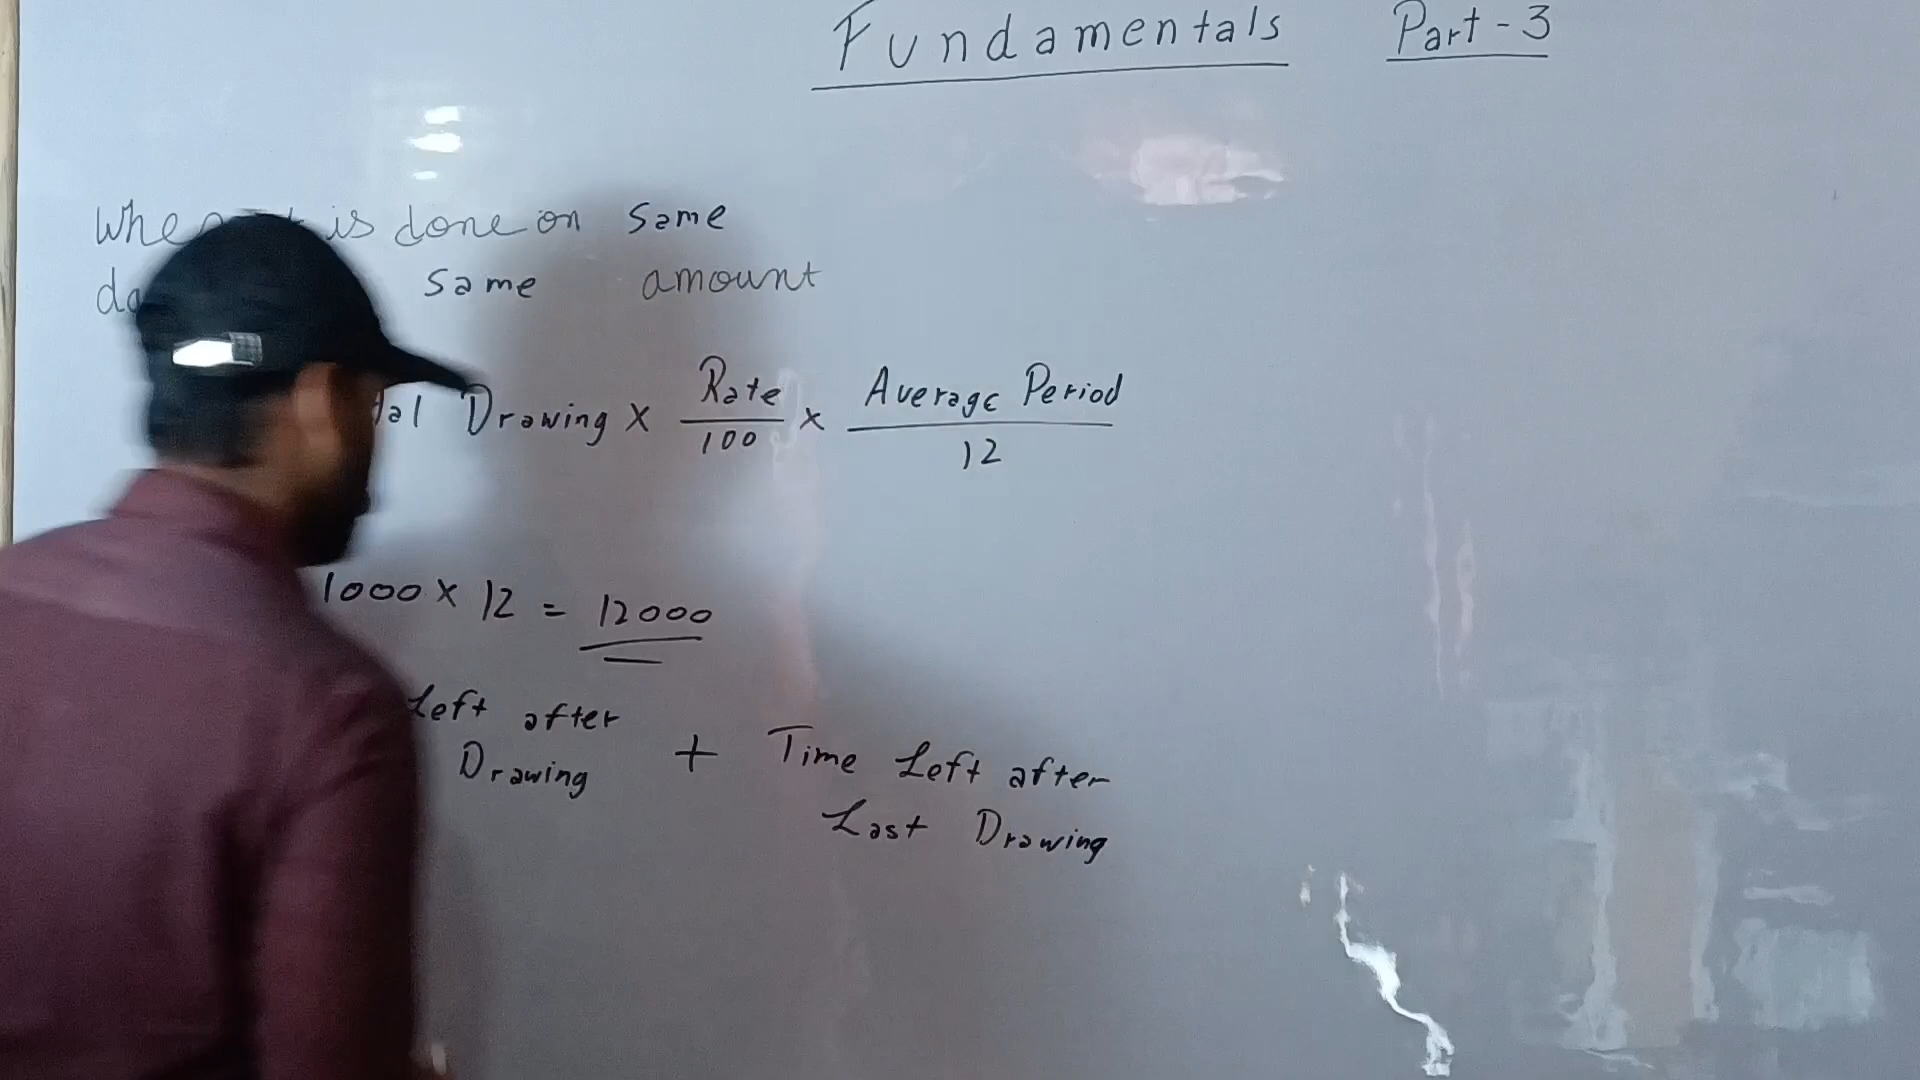 Fundamentals Part-3
is done on same
same amount
Drawing × Rate/100 × Average Period/12
1000 × 12 = 12000
Left after
Drawing + Time Left after
Last Drawing